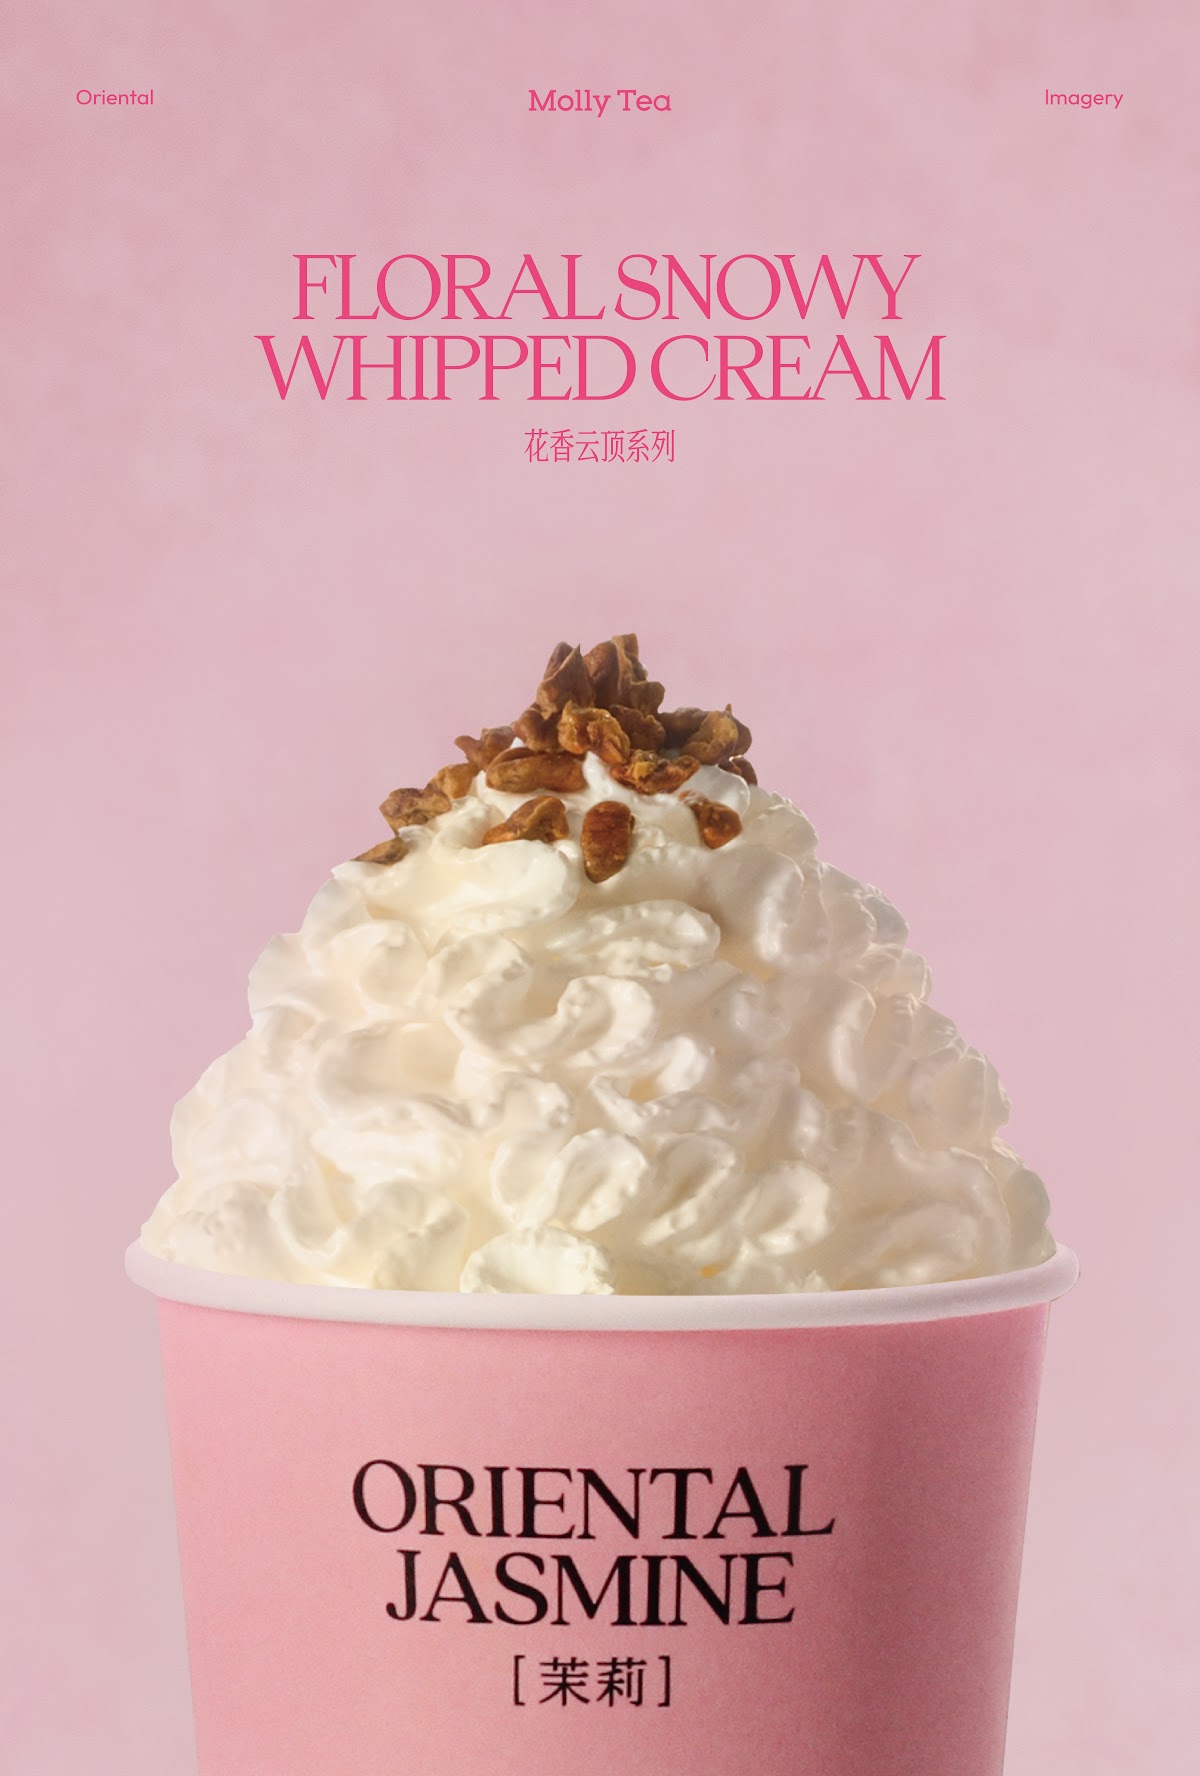 Oriental
Molly Tea
Imagery
FLORAL SNOWY
WHIPPED CREAM
花香云顶系列
ORIENTAL
JASMINE
[茉莉]